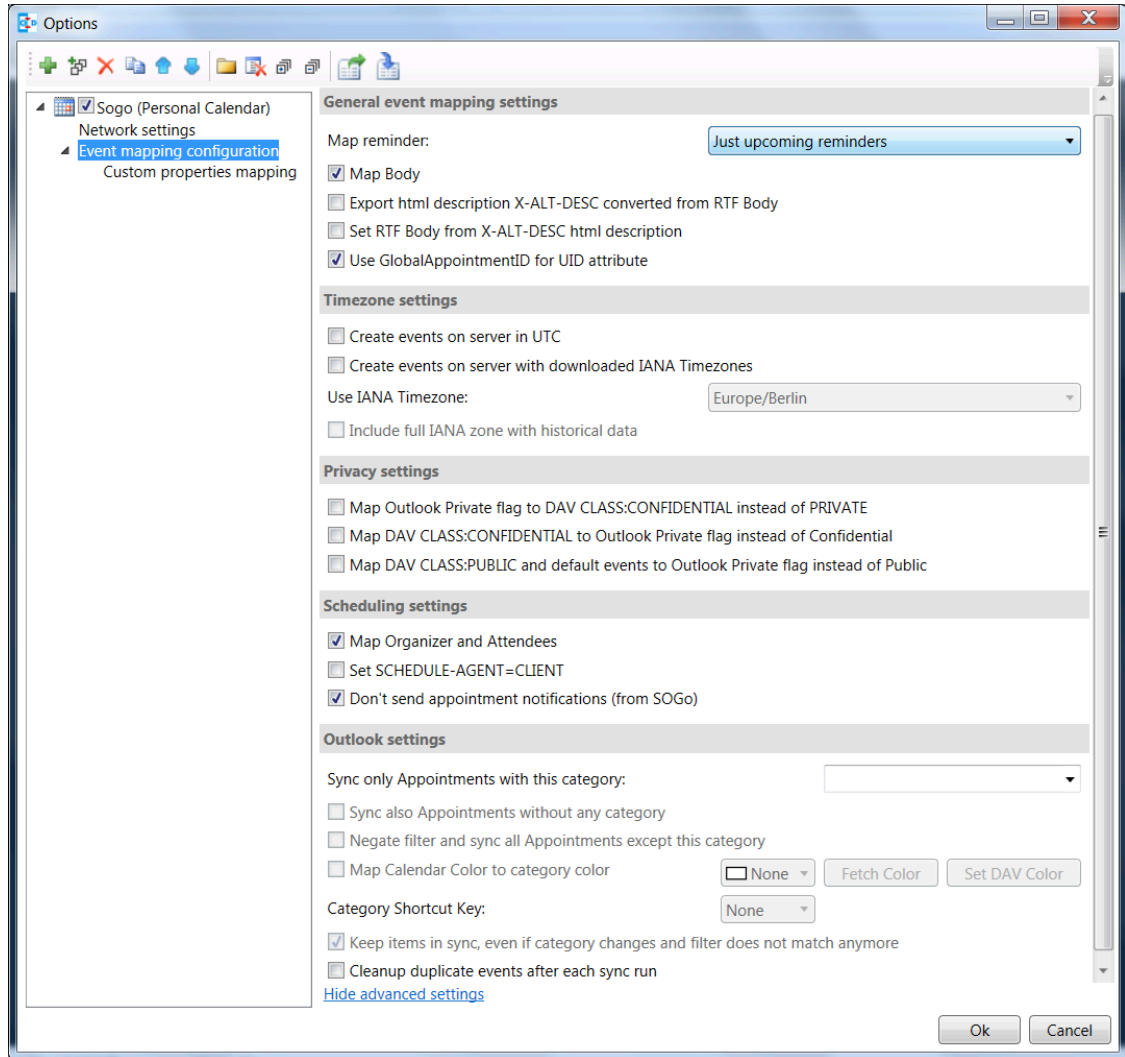 Options
Sogo (Personal Calendar)
Network settings
Event mapping configuration
Custom properties mapping
General event mapping settings
Map reminder: Just upcoming reminders
Map Body
Export html description X-ALT-DESC converted from RTF Body
Set RTF Body from X-ALT-DESC html description
Use GlobalAppointmentID for UID attribute
Timezone settings
Create events on server in UTC
Create events on server with downloaded IANA Timezones
Use IANA Timezone: Europe/Berlin
Include full IANA zone with historical data
Privacy settings
Map Outlook Private flag to DAV CLASS:CONFIDENTIAL instead of PRIVATE
Map DAV CLASS:CONFIDENTIAL to Outlook Private flag instead of Confidential
Map DAV CLASS:PUBLIC and default events to Outlook Private flag instead of Public
Scheduling settings
Map Organizer and Attendees
Set SCHEDULE-AGENT=CLIENT
Don't send appointment notifications (from SOGo)
Outlook settings
Sync only Appointments with this category:
Sync also Appointments without any category
Negate filter and sync all Appointments except this category
Map Calendar Color to category color None Fetch Color Set DAV Color
Category Shortcut Key: None
Keep items in sync, even if category changes and filter does not match anymore
Cleanup duplicate events after each sync run
Hide advanced settings
Ok Cancel